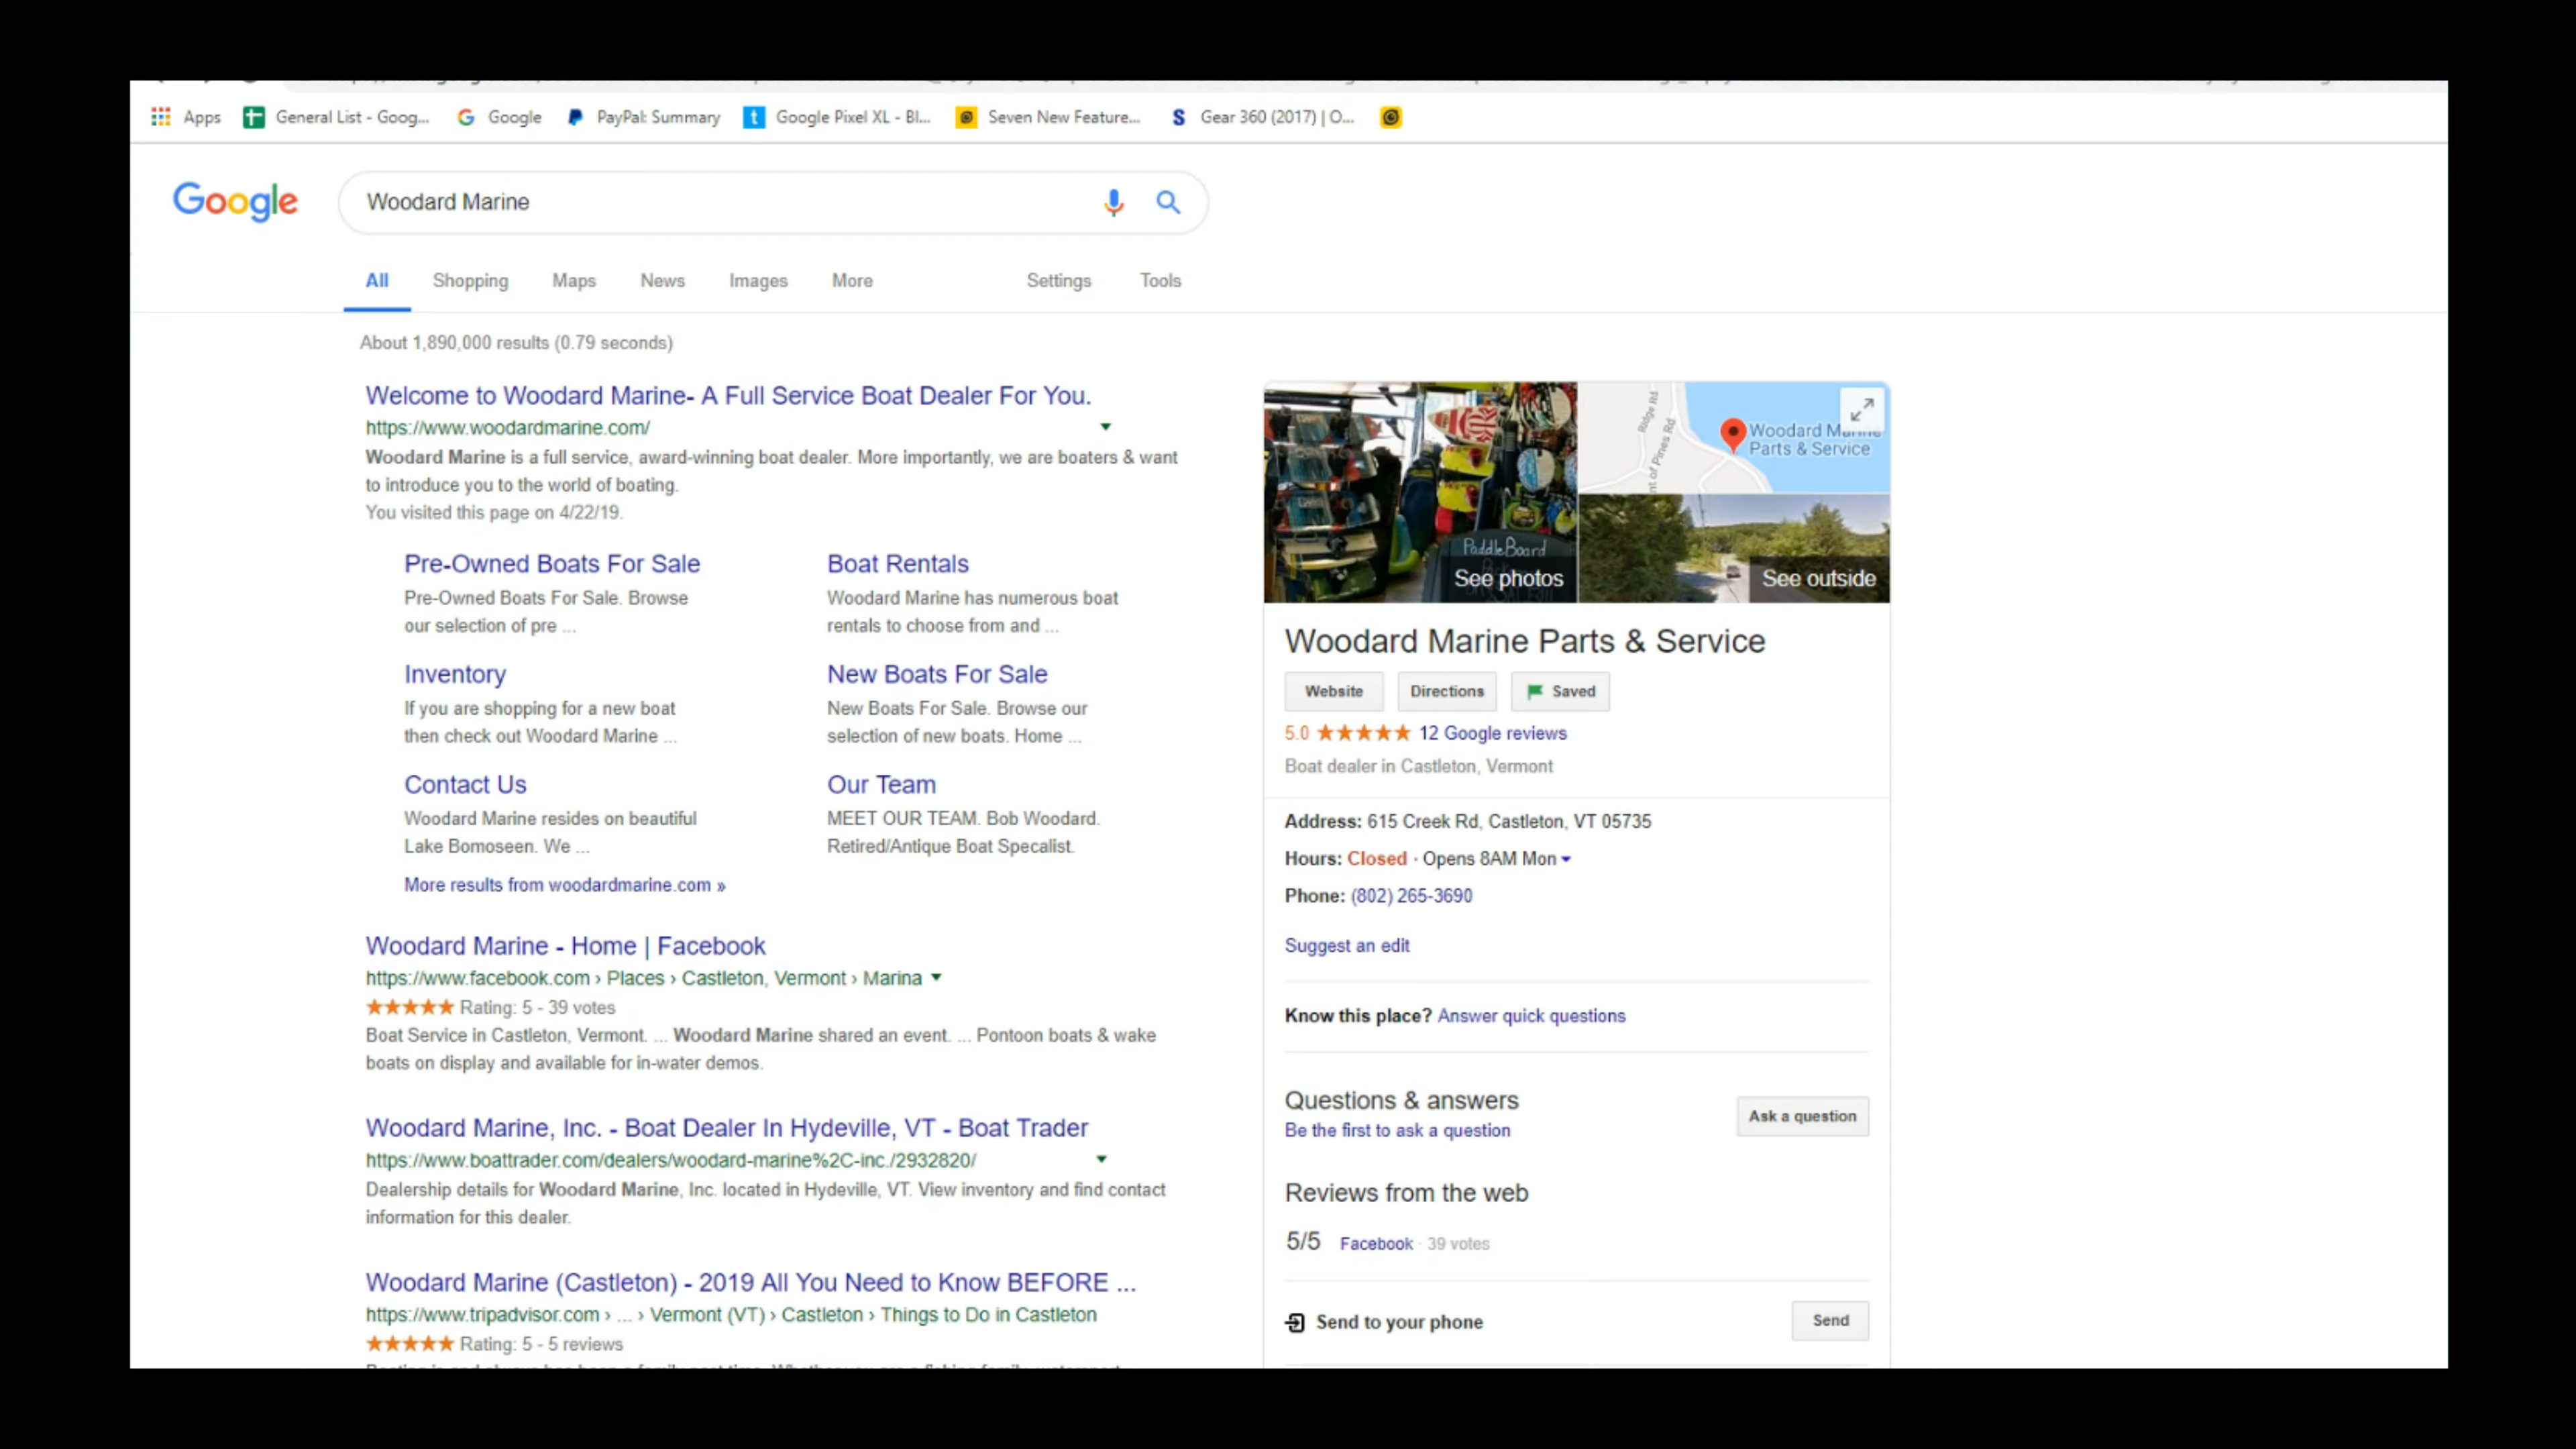 Apps General List - Goog... Google PayPal: Summary Google Pixel XL - Bl... Seven New Feature... Gear 360 (2017) | O...
Google
Woodard Marine
All Shopping Maps News Images More Settings Tools
About 1,890,000 results (0.79 seconds)
Welcome to Woodard Marine- A Full Service Boat Dealer For You.
https://www.woodardmarine.com/
Woodard Marine is a full service, award-winning boat dealer. More importantly, we are boaters & want
to introduce you to the world of boating.
You visited this page on 4/22/19.
Pre-Owned Boats For Sale
Pre-Owned Boats For Sale. Browse
our selection of pre ...
Boat Rentals
Woodard Marine has numerous boat
rentals to choose from and ...
Inventory
If you are shopping for a new boat
then check out Woodard Marine ...
New Boats For Sale
New Boats For Sale. Browse our
selection of new boats. Home ...
Contact Us
Woodard Marine resides on beautiful
Lake Bomoseen. We ...
Our Team
MEET OUR TEAM. Bob Woodard.
Retired/Antique Boat Specalist.
More results from woodardmarine.com »
Woodard Marine - Home | Facebook
https://www.facebook.com › Places › Castleton, Vermont › Marina
Rating: 5 - 39 votes
Boat Service in Castleton, Vermont. ... Woodard Marine shared an event. ... Pontoon boats & wake
boats on display and available for in-water demos.
Woodard Marine, Inc. - Boat Dealer In Hydeville, VT - Boat Trader
https://www.boattrader.com/dealers/woodard-marine%2C-inc./2932820/
Dealership details for Woodard Marine, Inc. located in Hydeville, VT. View inventory and find contact
information for this dealer.
Woodard Marine (Castleton) - 2019 All You Need to Know BEFORE ...
https://www.tripadvisor.com › ... › Vermont (VT) › Castleton › Things to Do in Castleton
Rating: 5 - 5 reviews
Ridge Rd
nt of Pines Rd
Woodard Marine
Parts & Service
PaddleBoard
See photos
See outside
Woodard Marine Parts & Service
Website Directions Saved
5.0 12 Google reviews
Boat dealer in Castleton, Vermont
Address: 615 Creek Rd, Castleton, VT 05735
Hours: Closed · Opens 8AM Mon
Phone: (802) 265-3690
Suggest an edit
Know this place? Answer quick questions
Questions & answers
Be the first to ask a question
Ask a question
Reviews from the web
5/5 Facebook · 39 votes
Send to your phone
Send